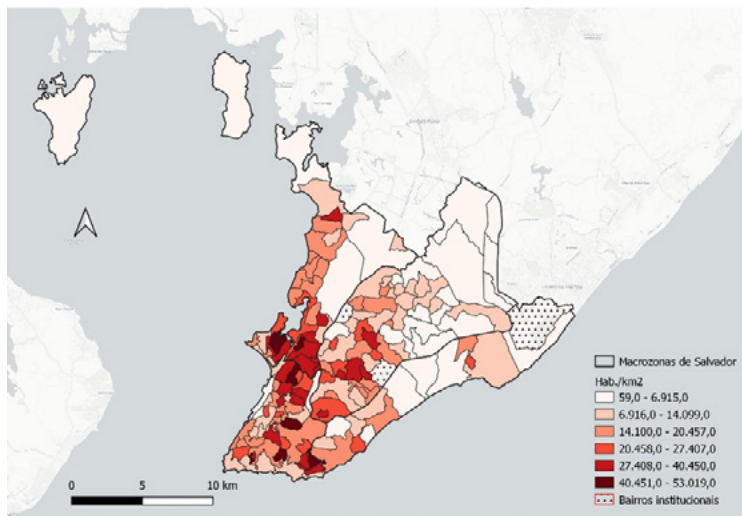 Macrozonas de Salvador
Hab./km2
59,0 - 6.915,0
6.916,0 - 14.099,0
14.100,0 - 20.457,0
20.458,0 - 27.407,0
27.408,0 - 40.450,0
40.451,0 - 53.019,0
Bairros institucionais
0 5 10 km